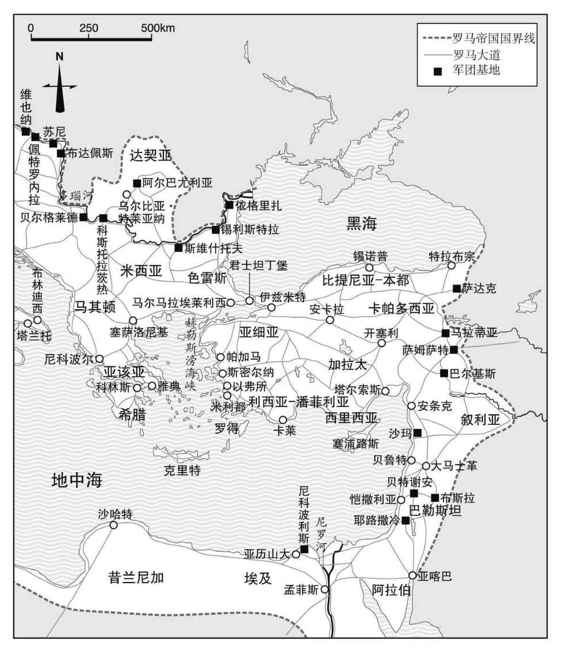 0 250 500km
N
罗马帝国国界线
罗马大道
军团基地
维也纳
佩特罗内拉
苏尼
布达佩斯
达契亚
多瑙河
阿尔巴尤利亚
乌尔比亚
特莱亚纳
贝尔格莱德
科斯托拉茨热
依格里扎
锡利斯特拉
斯维什托夫
黑海
米西亚
色雷斯
君士坦丁堡
锡诺普
特拉布宗
比提尼亚-本都
萨达克
布林迪西
马其顿
马尔马拉埃莱利西
伊兹米特
卡帕多西亚
安卡拉
塔兰托
塞萨洛尼基
赫勒斯滂海峡
亚细亚
开塞利
马拉蒂亚
萨姆萨特
尼科波尔
帕加马
加拉太
亚该亚
斯密尔纳
巴尔基斯
科林斯
雅典
以弗所
塔尔索斯
米利都
利西亚-潘菲利亚
希腊
罗得
卡莱
西里西亚
安条克
叙利亚
塞浦路斯
沙玛
克里特
贝鲁特
大马士革
地中海
贝特谢安
尼科波利斯
恺撒利亚
布斯拉
沙哈特
尼罗河
耶路撒冷
巴勒斯坦
亚历山大
昔兰尼加
埃及
孟菲斯
阿拉伯
亚喀巴